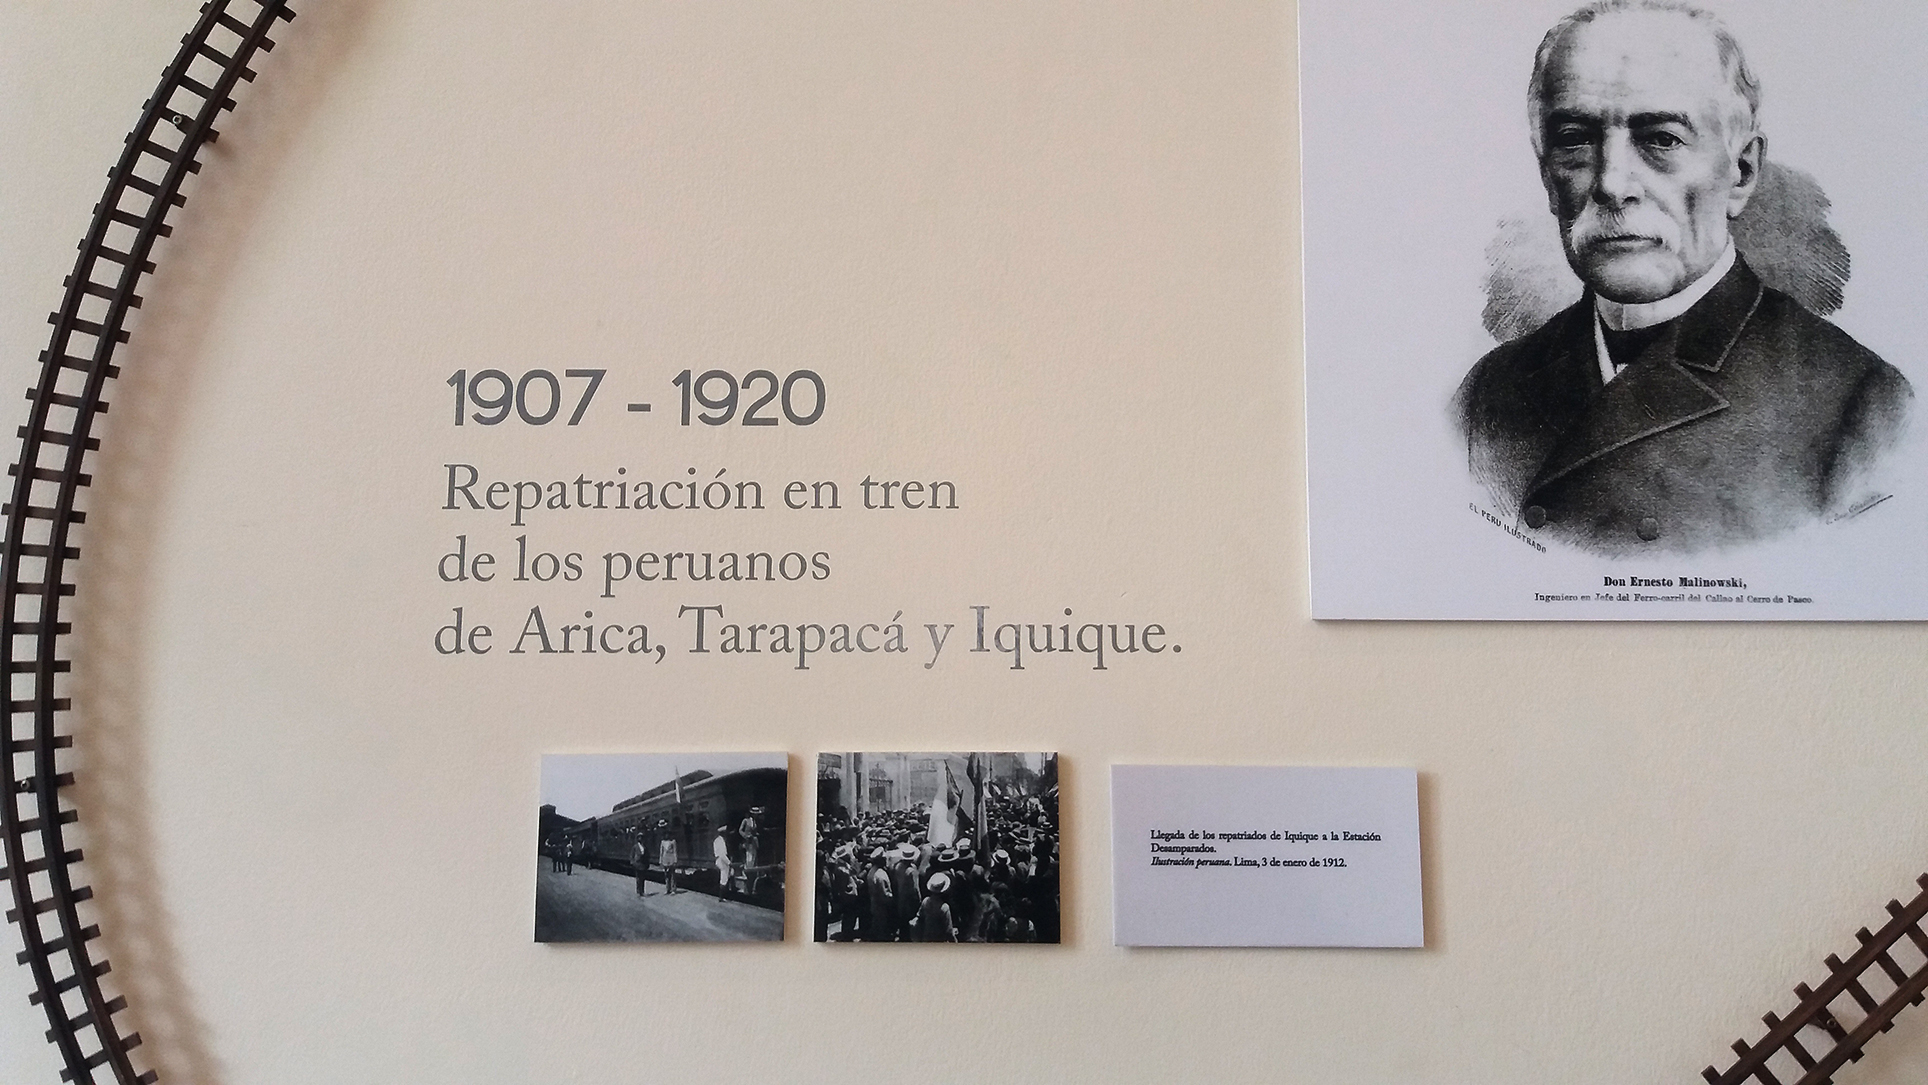 1907 - 1920
Repatriación en tren
de los peruanos
de Arica, Tarapacá y Iquique.
EL PERU ILUSTRADO
Don Ernesto Malinowski,
Ingeniero en Jefe del Ferro-carril del Callao al Cerro de Pasco.
Llegada de los repatriados de Iquique a la Estación
Desamparados.
Ilustración peruana. Lima, 3 de enero de 1912.